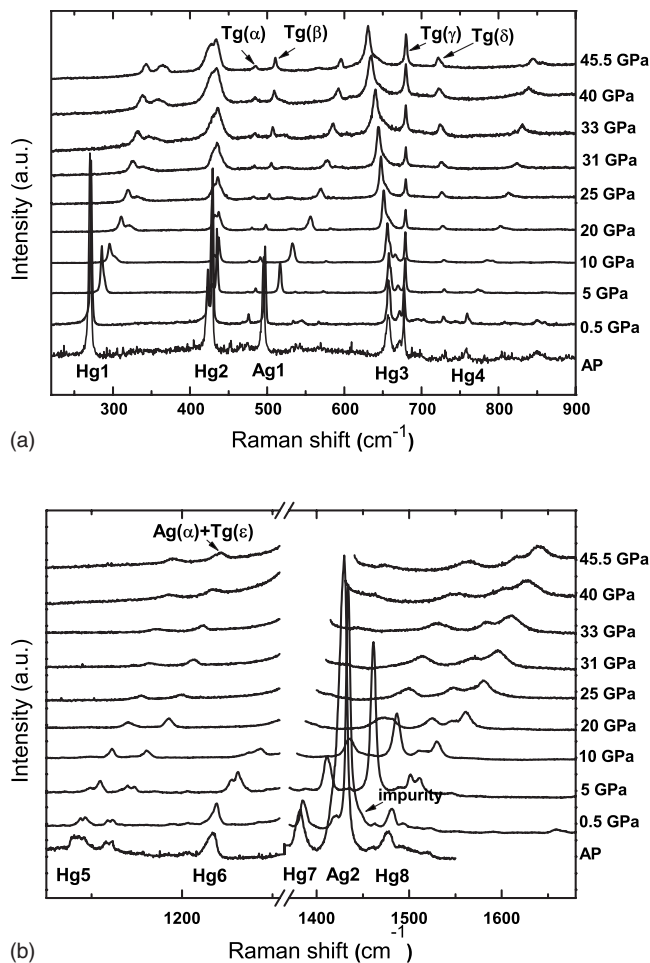 Tg(α)
Tg(β)
Tg(γ)
Tg(δ)
45.5 GPa
40 GPa
33 GPa
31 GPa
25 GPa
20 GPa
10 GPa
5 GPa
0.5 GPa
AP
Hg1
Hg2
Ag1
Hg3
Hg4
Intensity (a.u.)
300
400
500
600
700
800
900
(a)
Raman shift (cm⁻¹)
Ag(α)+Tg(ε)
45.5 GPa
40 GPa
33 GPa
31 GPa
25 GPa
20 GPa
10 GPa
5 GPa
impurity
0.5 GPa
AP
Hg5
Hg6
Hg7
Ag2
Hg8
Intensity (a.u.)
1200
1400
1500
1600
(b)
Raman shift (cm⁻¹)